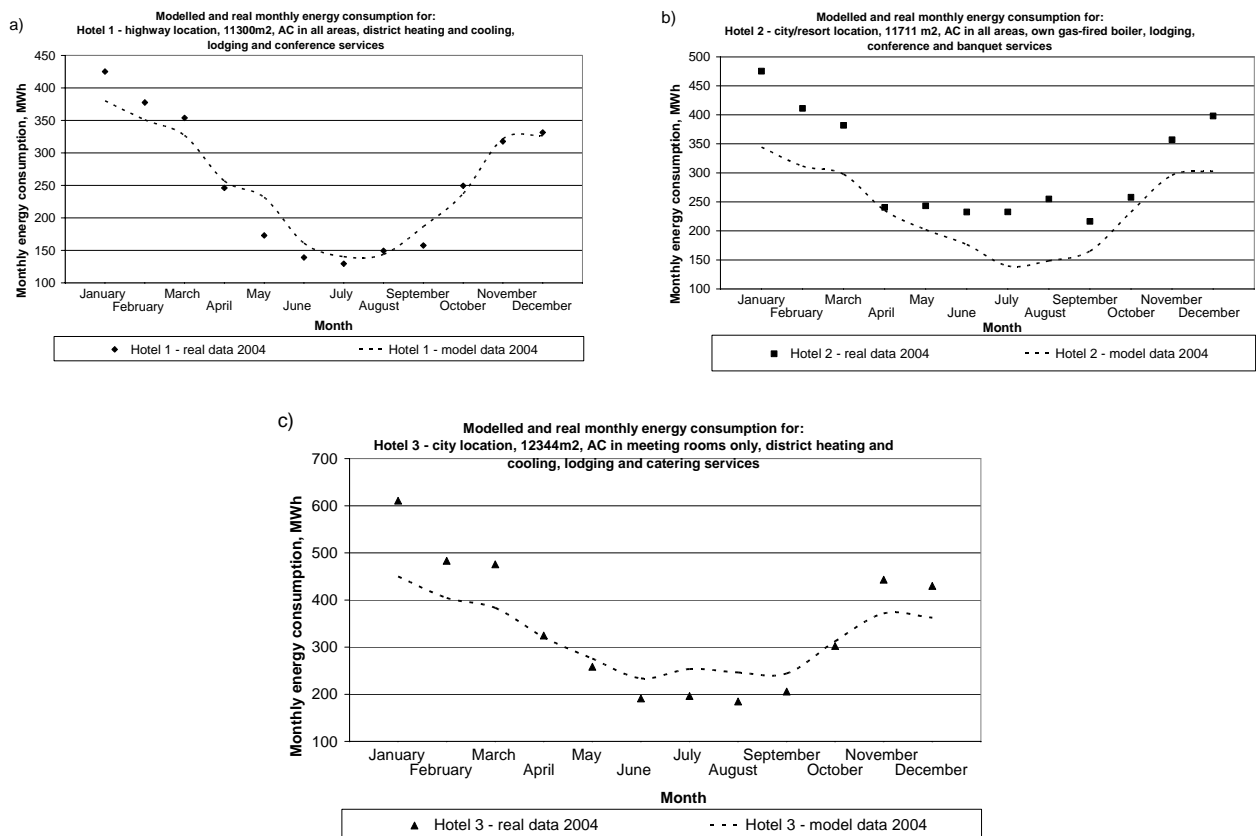 a)
Modelled and real monthly energy consumption for:
Hotel 1 - highway location, 11300m2, AC in all areas, district heating and cooling,
lodging and conference services
450
400
350
300
250
200
150
100
Monthly energy consumption, MWh
January
February
March
April
May
June
July
August
September
October
November
December
Month
Hotel 1 - real data 2004
Hotel 1 - model data 2004
b)
Modelled and real monthly energy consumption for:
Hotel 2 - city/resort location, 11711 m2, AC in all areas, own gas-fired boiler, lodging,
conference and banquet services
500
450
400
350
300
250
200
150
100
Monthly energy consumption, MWh
January
February
March
April
May
June
July
August
September
October
November
December
Month
Hotel 2 - real data 2004
Hotel 2 - model data 2004
c)
Modelled and real monthly energy consumption for:
Hotel 3 - city location, 12344m2, AC in meeting rooms only, district heating and
cooling, lodging and catering services
700
600
500
400
300
200
100
Monthly energy consumption, MWh
January
February
March
April
May
June
July
August
September
October
November
December
Month
Hotel 3 - real data 2004
Hotel 3 - model data 2004